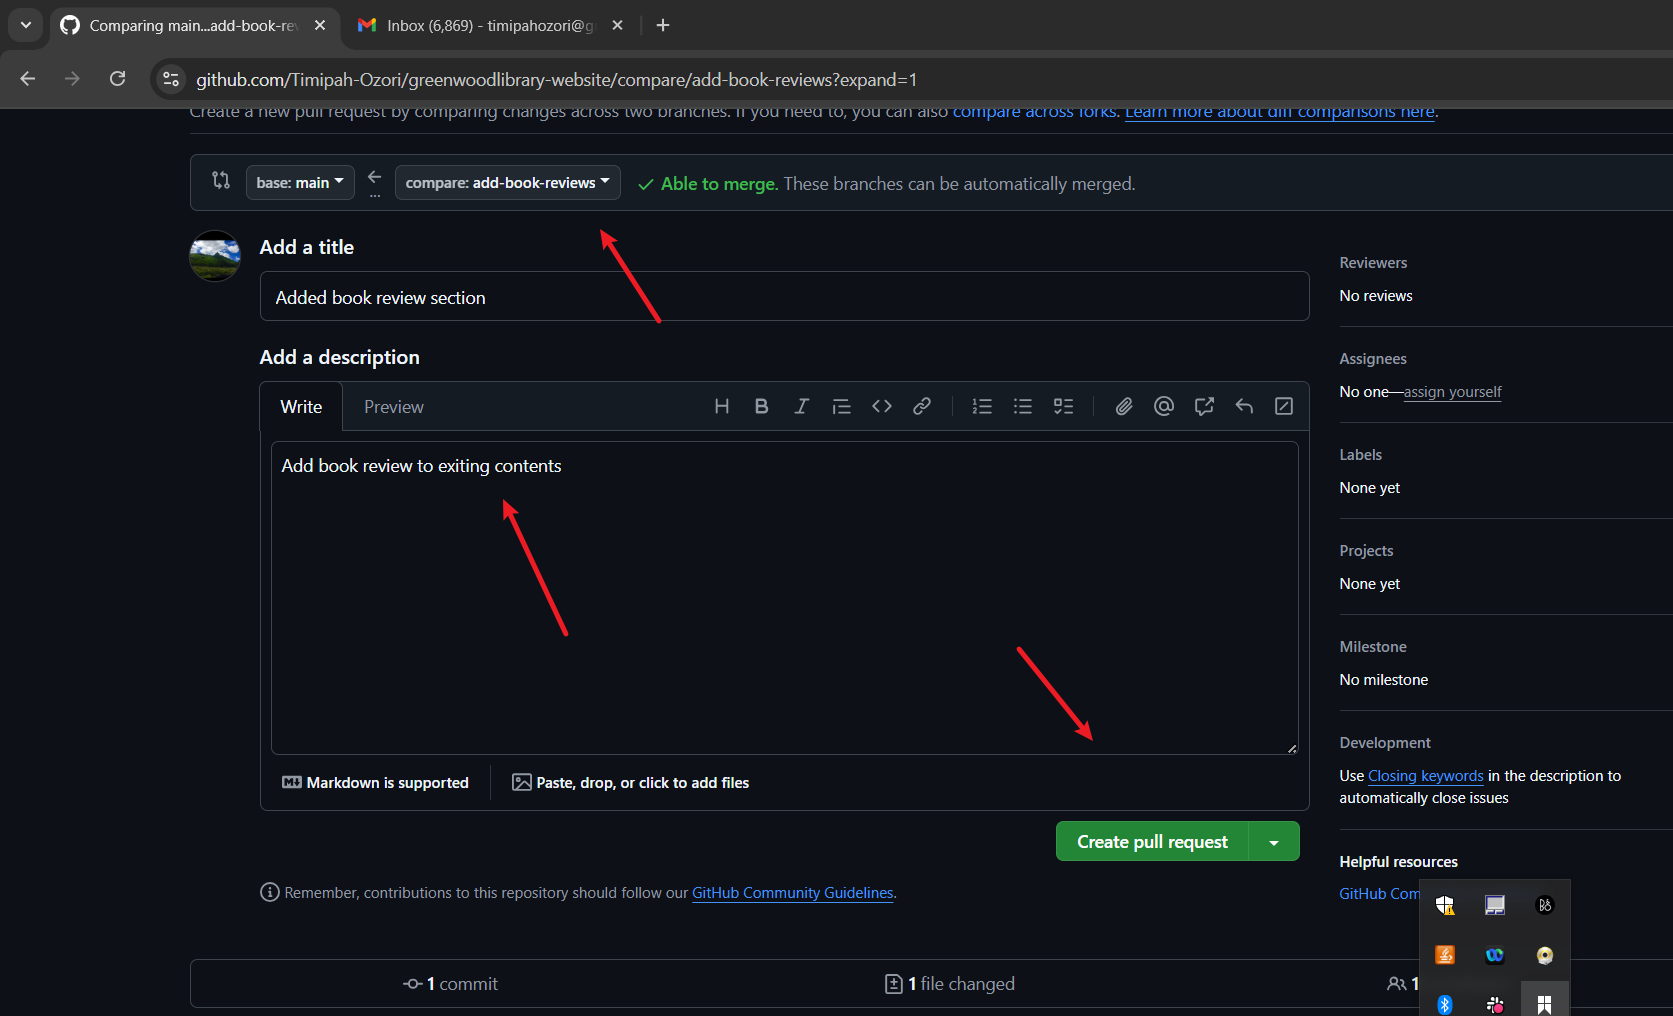 Comparing main...add-book-rev
Inbox (6,869) - timipahozori@g
github.com/Timipah-Ozori/greenwoodlibrary-website/compare/add-book-reviews?expand=1
Create a new pull request by comparing changes across two branches. If you need to, you can also compare across forks. Learn more about diff comparisons here.
base: main
...
compare: add-book-reviews
Able to merge. These branches can be automatically merged.
Add a title
Added book review section
Add a description
Write
Preview
Add book review to exiting contents
Markdown is supported
Paste, drop, or click to add files
Create pull request
Remember, contributions to this repository should follow our GitHub Community Guidelines.
Reviewers
No reviews
Assignees
No one—assign yourself
Labels
None yet
Projects
None yet
Milestone
No milestone
Development
Use Closing keywords in the description to
automatically close issues
Helpful resources
GitHub Com
1 commit
1 file changed
1